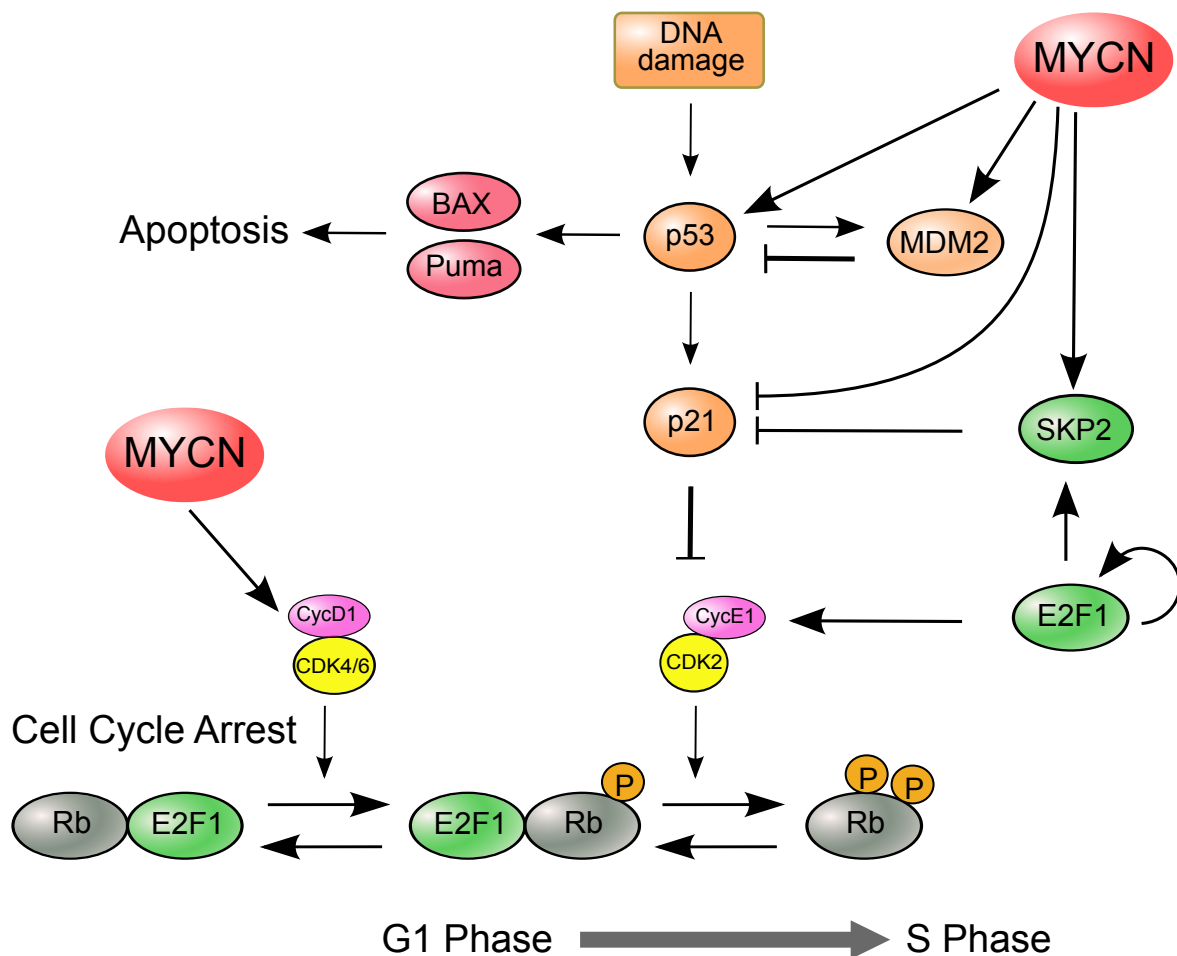 DNA
damage
MYCN
BAX
Apoptosis
p53
MDM2
Puma
p21
SKP2
MYCN
CycD1
CycE1
E2F1
CDK4/6
CDK2
Cell Cycle Arrest
P
P
P
Rb
E2F1
E2F1
Rb
Rb
G1 Phase
S Phase